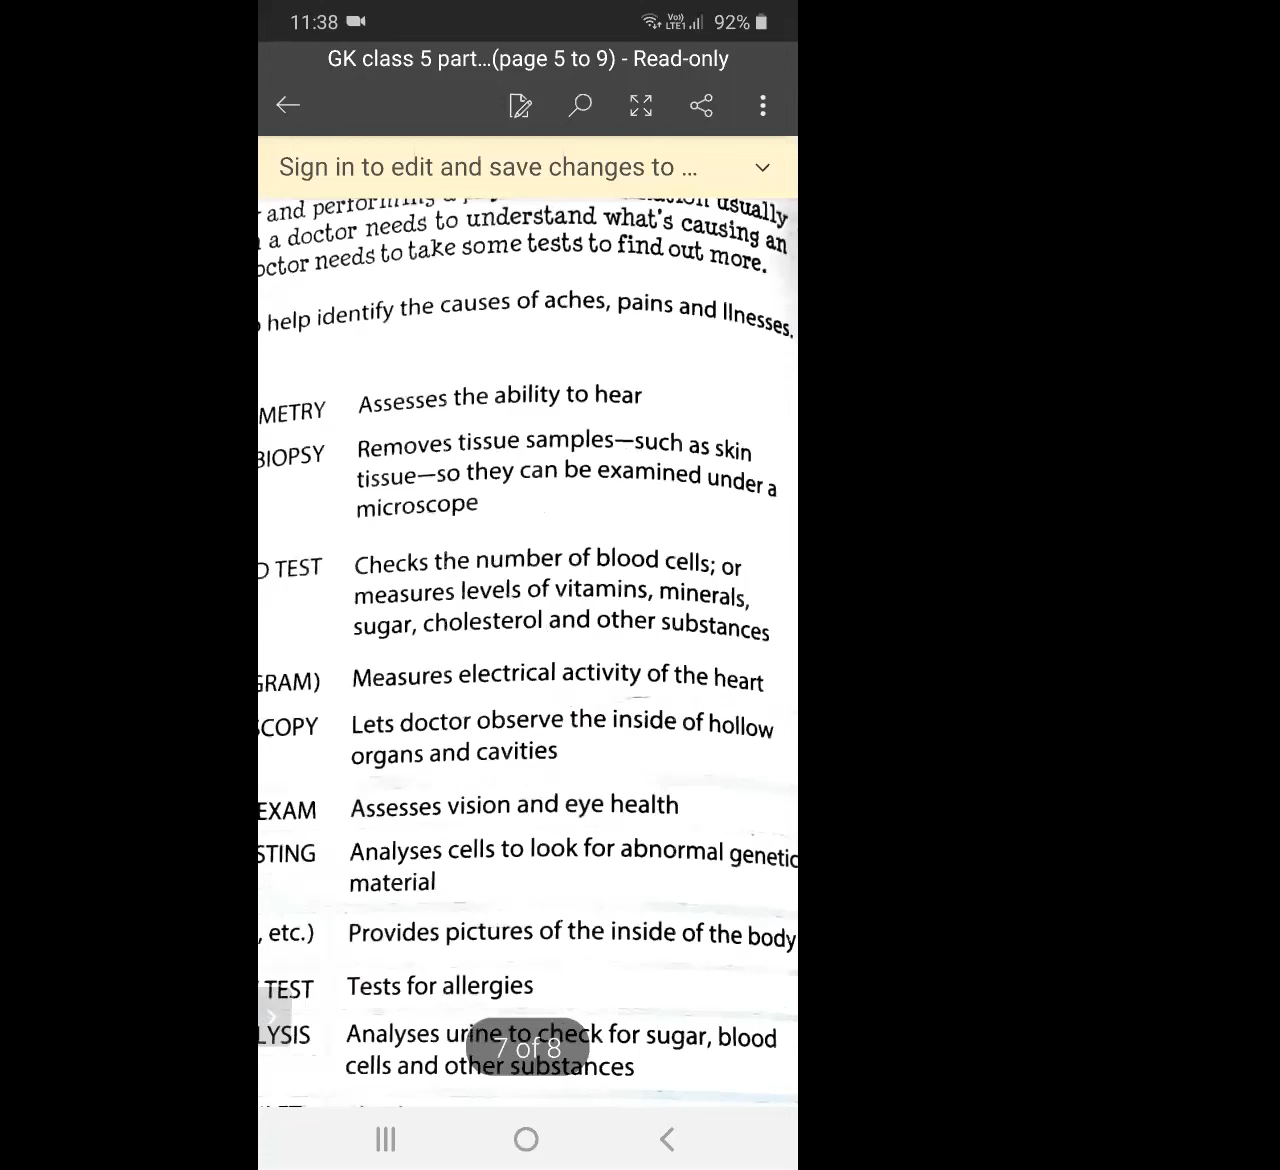 11:38 Vo)) LTE1 92%
GK class 5 part...(page 5 to 9) - Read-only
Sign in to edit and save changes to ...
and performing a usually
a doctor needs to understand what's causing an
octor needs to take some tests to find out more.
help identify the causes of aches, pains and Ilnesses.
METRY Assesses the ability to hear
BIOPSY Removes tissue samples—such as skin
tissue—so they can be examined under a
microscope
D TEST Checks the number of blood cells; or
measures levels of vitamins, minerals,
sugar, cholesterol and other substances
GRAM) Measures electrical activity of the heart
SCOPY Lets doctor observe the inside of hollow
organs and cavities
EXAM Assesses vision and eye health
STING Analyses cells to look for abnormal genetic
material
, etc.) Provides pictures of the inside of the body
TEST Tests for allergies
LYSIS Analyses urine to check for sugar, blood
cells and other substances
7 of 8